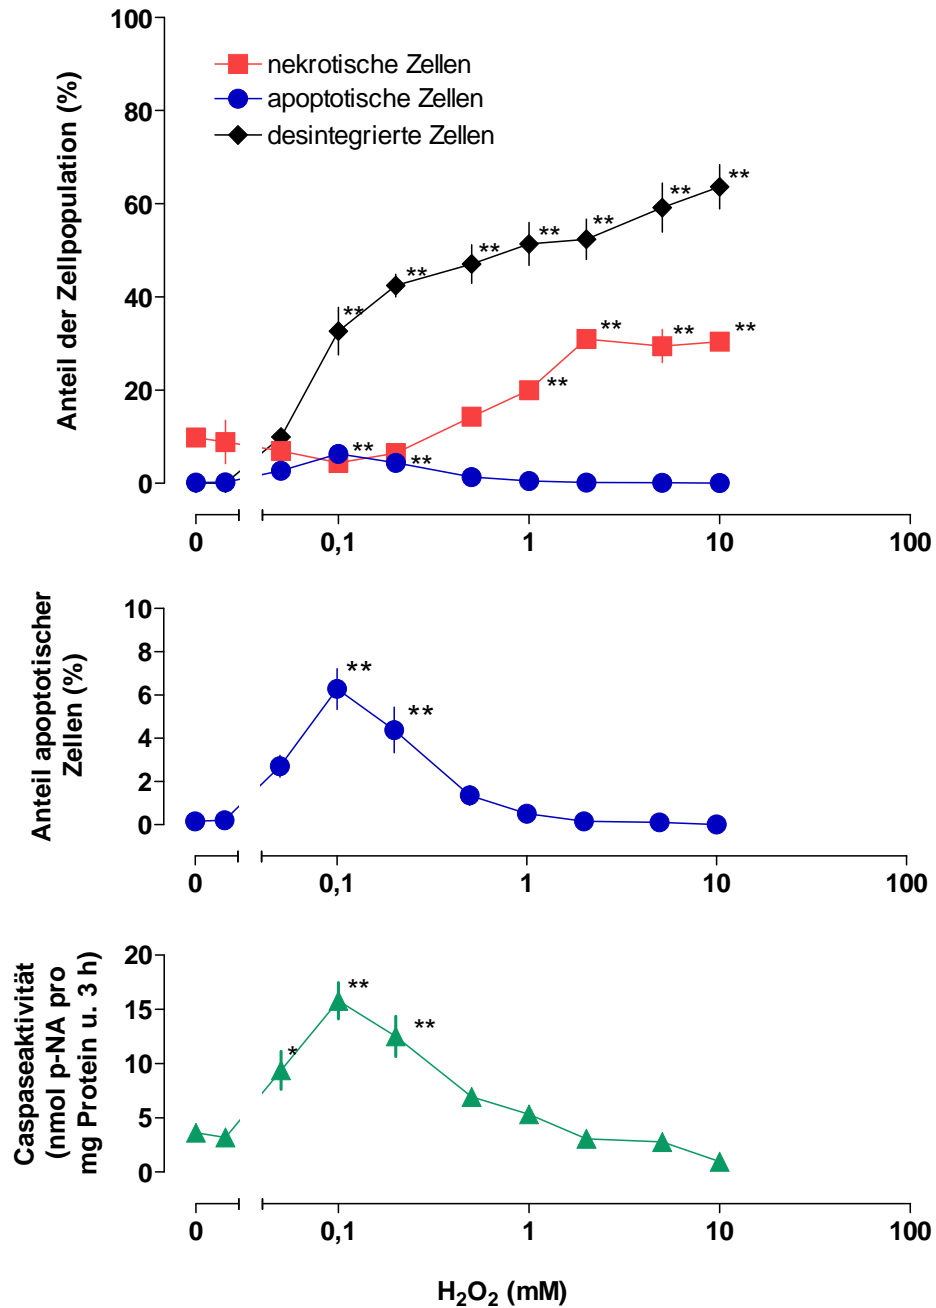 Anteil der Zellpopulation (%)
100
80
60
40
20
0
nekrotische Zellen
apoptotische Zellen
desintegrierte Zellen
**
**
**
**
**
**
**
**
**
**
**
**
**
0 0,1 1 10 100
Anteil apoptotischer
Zellen (%)
10
8
6
4
2
0
**
**
0 0,1 1 10 100
Caspaseaktivität
(nmol p-NA pro
mg Protein u. 3 h)
20
15
10
5
0
*
**
**
0 0,1 1 10 100
H₂O₂ (mM)